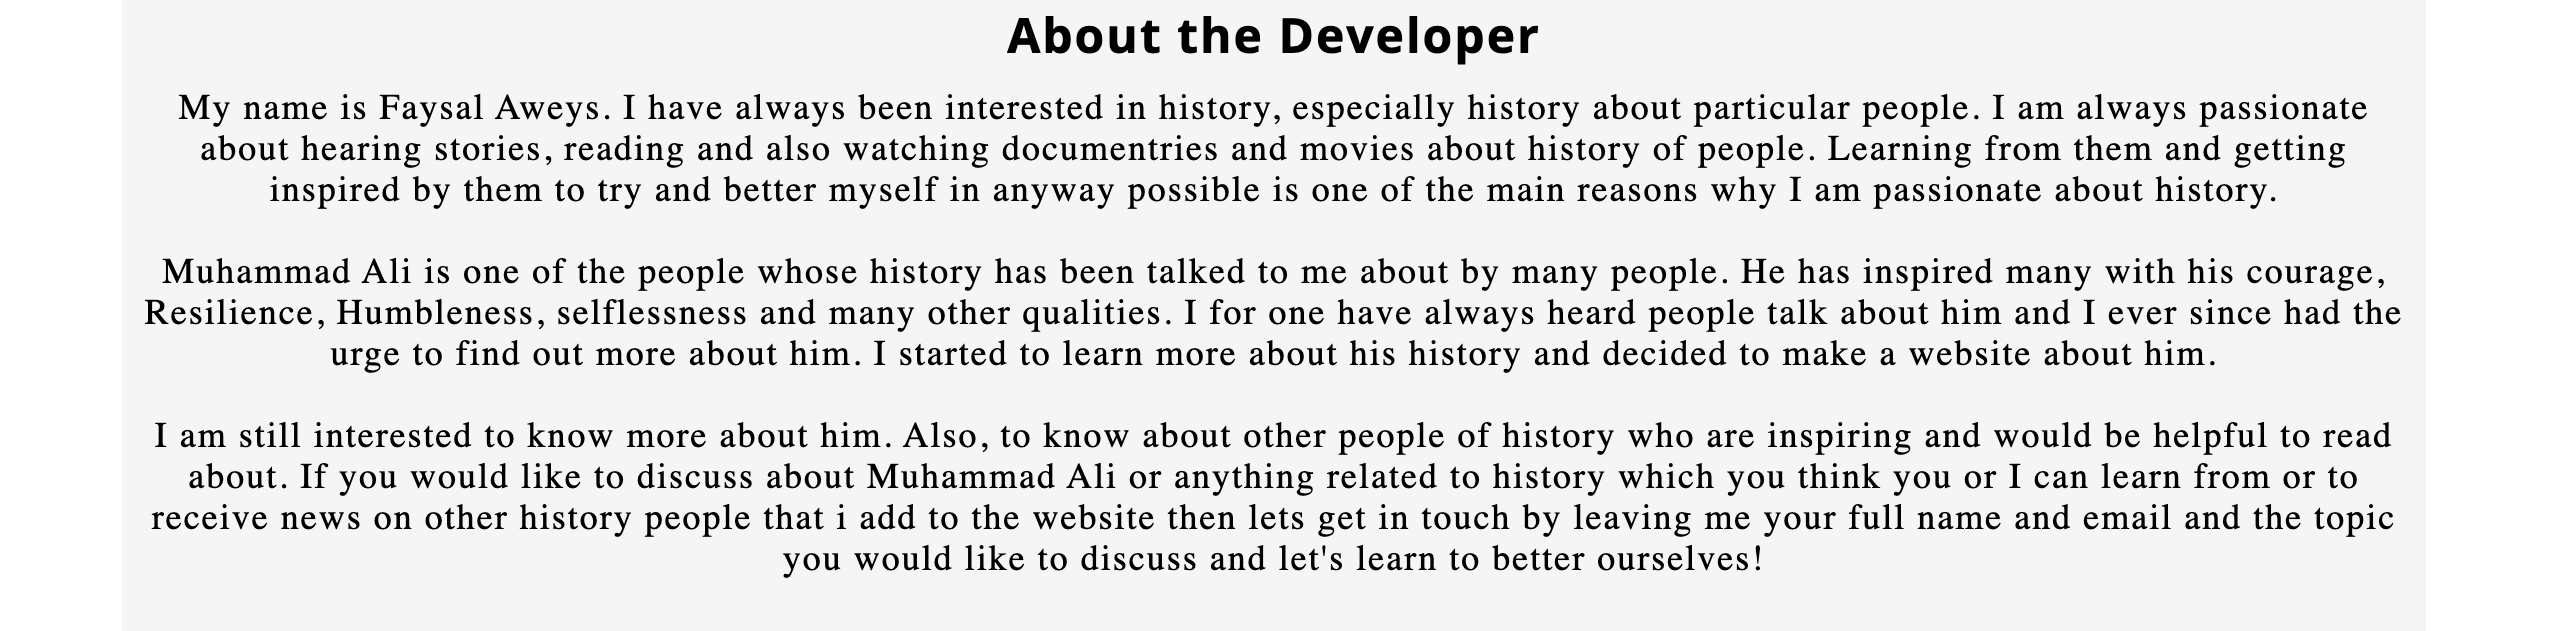 About the Developer
My name is Faysal Aweys. I have always been interested in history, especially history about particular people. I am always passionate
about hearing stories, reading and also watching documentries and movies about history of people. Learning from them and getting
inspired by them to try and better myself in anyway possible is one of the main reasons why I am passionate about history.
Muhammad Ali is one of the people whose history has been talked to me about by many people. He has inspired many with his courage,
Resilience, Humbleness, selflessness and many other qualities. I for one have always heard people talk about him and I ever since had the
urge to find out more about him. I started to learn more about his history and decided to make a website about him.
I am still interested to know more about him. Also, to know about other people of history who are inspiring and would be helpful to read
about. If you would like to discuss about Muhammad Ali or anything related to history which you think you or I can learn from or to
receive news on other history people that i add to the website then lets get in touch by leaving me your full name and email and the topic
you would like to discuss and let's learn to better ourselves!